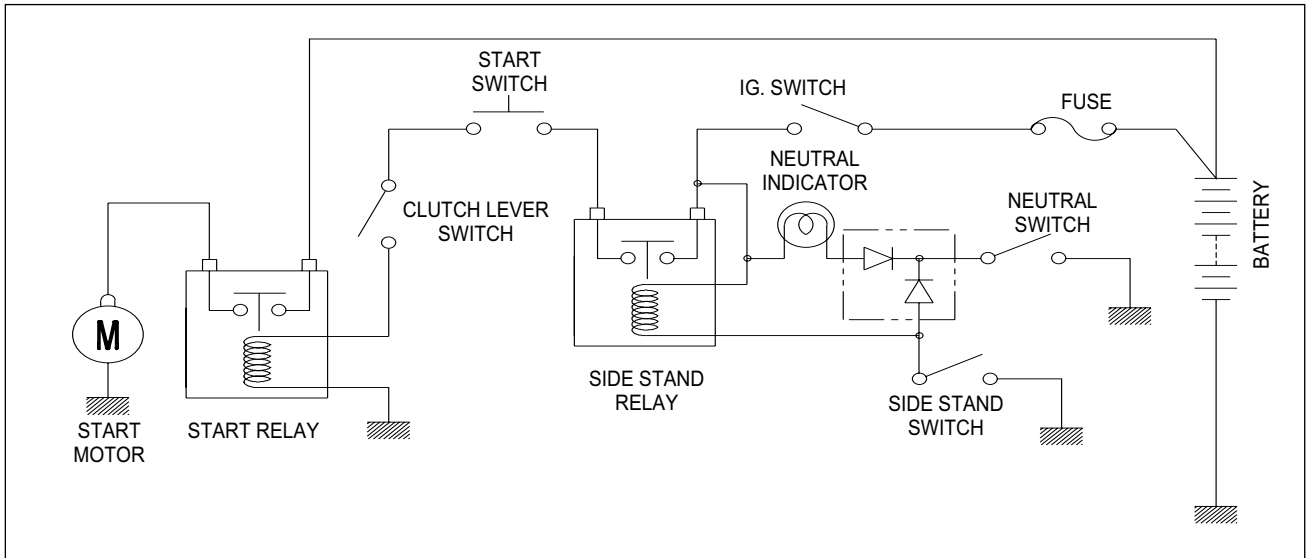 START
SWITCH
IG. SWITCH
FUSE
NEUTRAL
INDICATOR
NEUTRAL
SWITCH
BATTERY
CLUTCH LEVER
SWITCH
M
START
MOTOR
START RELAY
SIDE STAND
RELAY
SIDE STAND
SWITCH